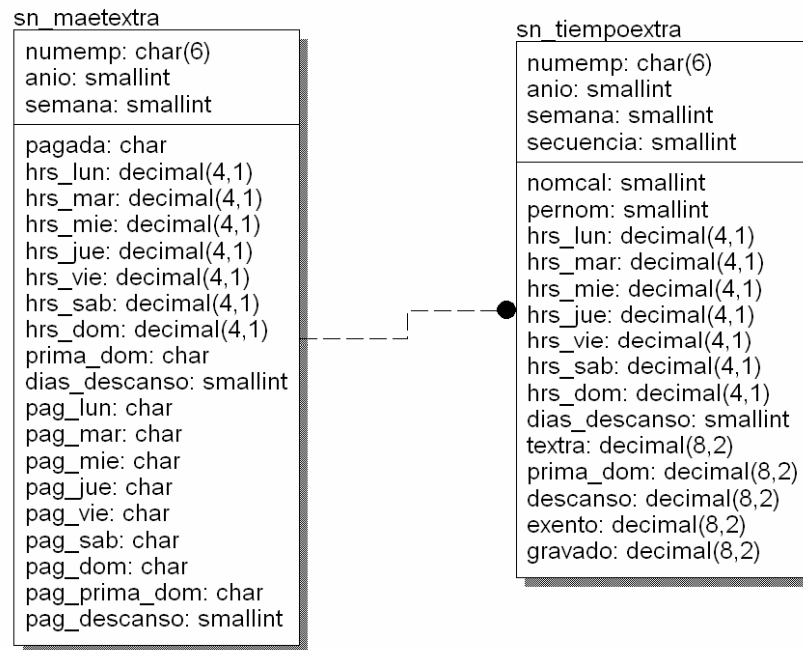 sn_maetextra
numemp: char(6)
anio: smallint
semana: smallint
pagada: char
hrs_lun: decimal(4,1)
hrs_mar: decimal(4,1)
hrs_mie: decimal(4,1)
hrs_jue: decimal(4,1)
hrs_vie: decimal(4,1)
hrs_sab: decimal(4,1)
hrs_dom: decimal(4,1)
prima_dom: char
dias_descanso: smallint
pag_lun: char
pag_mar: char
pag_mie: char
pag_jue: char
pag_vie: char
pag_sab: char
pag_dom: char
pag_prima_dom: char
pag_descanso: smallint
sn_tiempoextra
numemp: char(6)
anio: smallint
semana: smallint
secuencia: smallint
nomcal: smallint
pernom: smallint
hrs_lun: decimal(4,1)
hrs_mar: decimal(4,1)
hrs_mie: decimal(4,1)
hrs_jue: decimal(4,1)
hrs_vie: decimal(4,1)
hrs_sab: decimal(4,1)
hrs_dom: decimal(4,1)
dias_descanso: smallint
textra: decimal(8,2)
prima_dom: decimal(8,2)
descanso: decimal(8,2)
exento: decimal(8,2)
gravado: decimal(8,2)